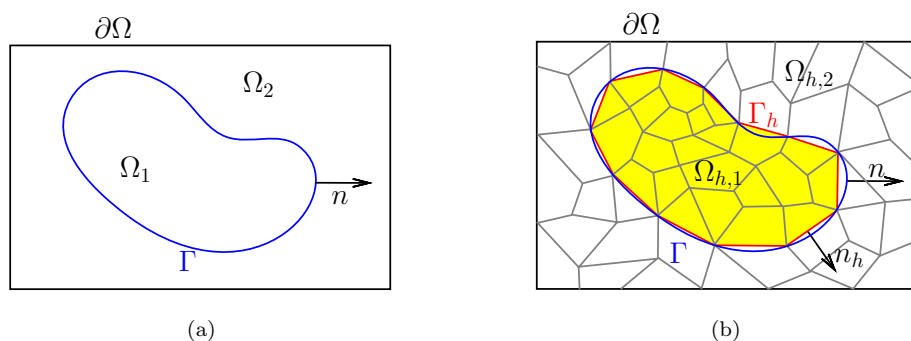 ∂Ω
Ω₂
Ω₁
n
Γ
(a)
∂Ω
Ω_{h,2}
Γ_h
Ω_{h,1}
n
Γ
n_h
(b)